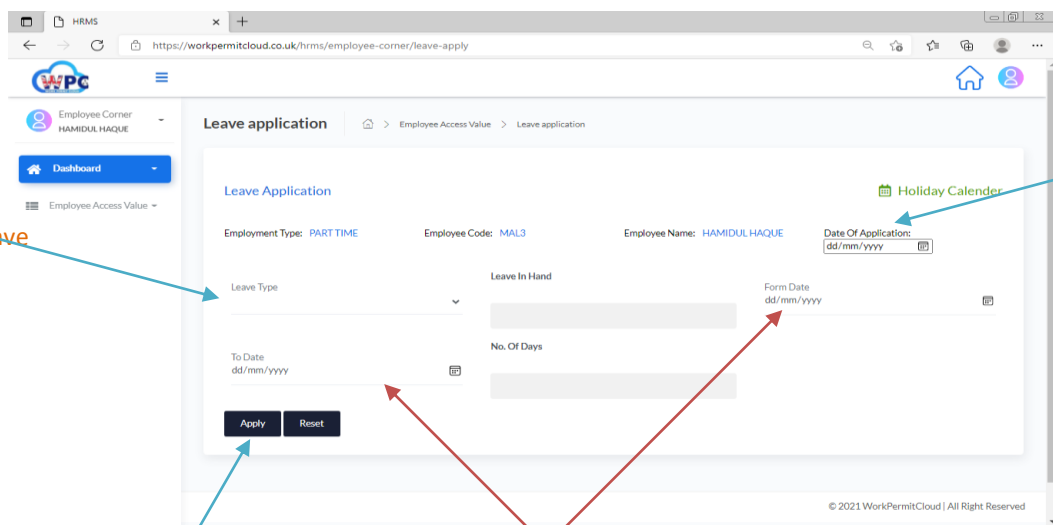 HRMS
https://workpermitcloud.co.uk/hrms/employee-corner/leave-apply
WPC
Employee Corner
HAMIDUL HAQUE
Leave application > Employee Access Value > Leave application
Dashboard
Employee Access Value
Leave Application
Holiday Calender
Employment Type: PART TIME Employee Code: MAL3 Employee Name: HAMIDUL HAQUE Date Of Application:
dd/mm/yyyy
Leave Type
Leave In Hand
Form Date
dd/mm/yyyy
To Date
dd/mm/yyyy
No. Of Days
Apply Reset
© 2021 WorkPermitCloud | All Right Reserved